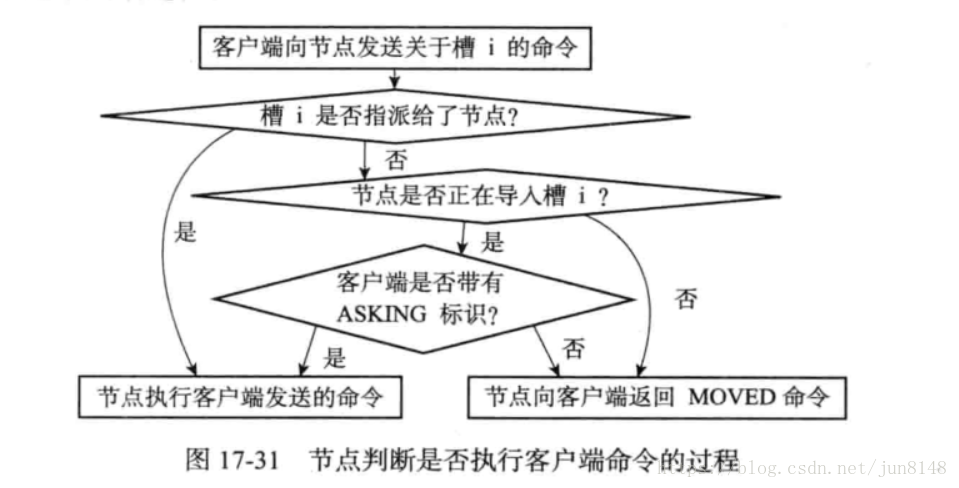 客户端向节点发送关于槽 i 的命令
槽 i 是否指派给了节点?
否
节点是否正在导入槽 i ?
是
是
客户端是否带有
ASKING 标识?
否
是
否
节点执行客户端发送的命令
节点向客户端返回 MOVED 命令
图 17-31 节点判断是否执行客户端命令的过程
https://blog.csdn.net/jun8148